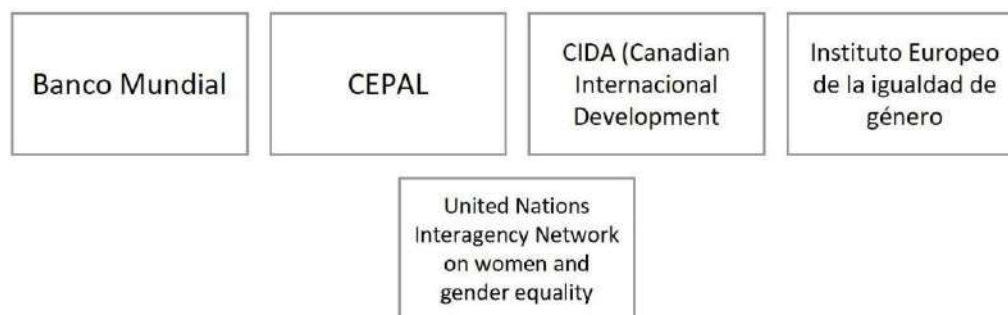 Banco Mundial
CEPAL
CIDA (Canadian
Internacional
Development
Instituto Europeo
de la igualdad de
género
United Nations
Interagency Network
on women and
gender equality